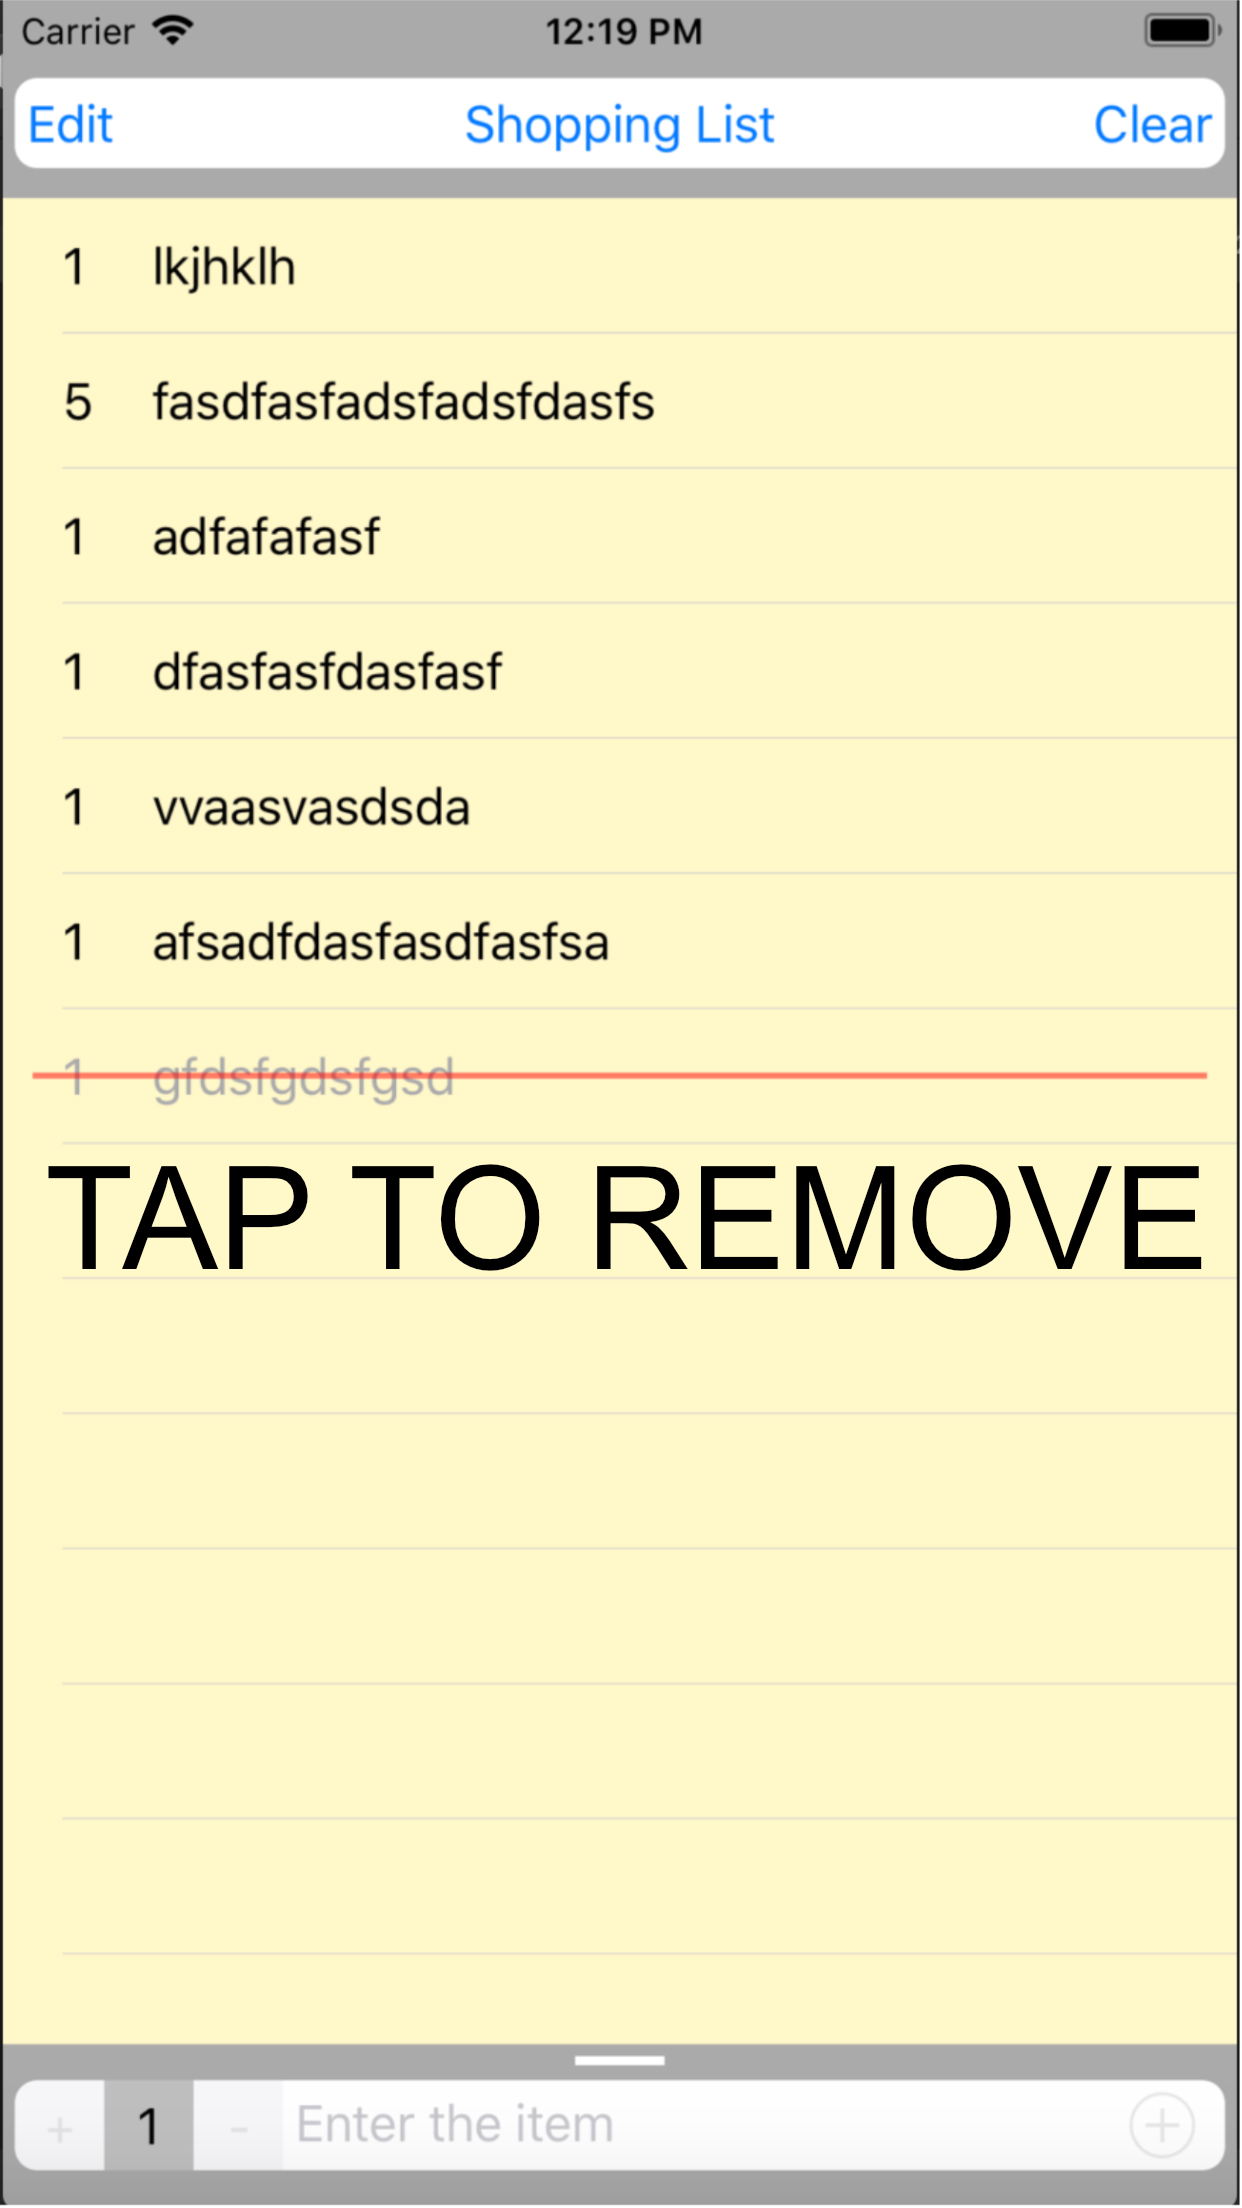 Carrier 12:19 PM
Edit Shopping List Clear
1 lkjhklh
5 fasdfasfadsfadsfdasfs
1 adfafafasf
1 dfasfasfdasfasf
1 vvaasvasdsda
1 afsadfdasfasdfasfsa
1 gfdsfgdsfgsd
TAP TO REMOVE
+ 1 - Enter the item